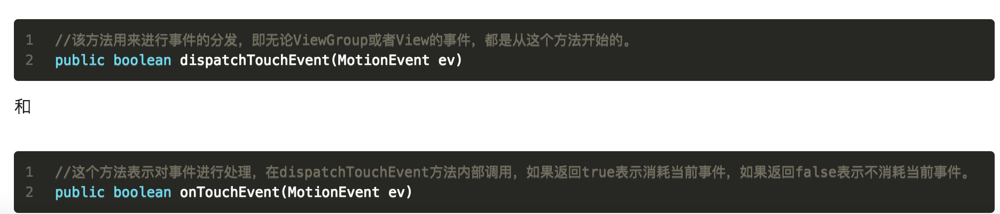 1 //该方法用来进行事件的分发，即无论ViewGroup或者View的事件，都是从这个方法开始的。
2 public boolean dispatchTouchEvent(MotionEvent ev)
和
1 //这个方法表示对事件进行处理，在dispatchTouchEvent方法内部调用，如果返回true表示消耗当前事件，如果返回false表示不消耗当前事件。
2 public boolean onTouchEvent(MotionEvent ev)